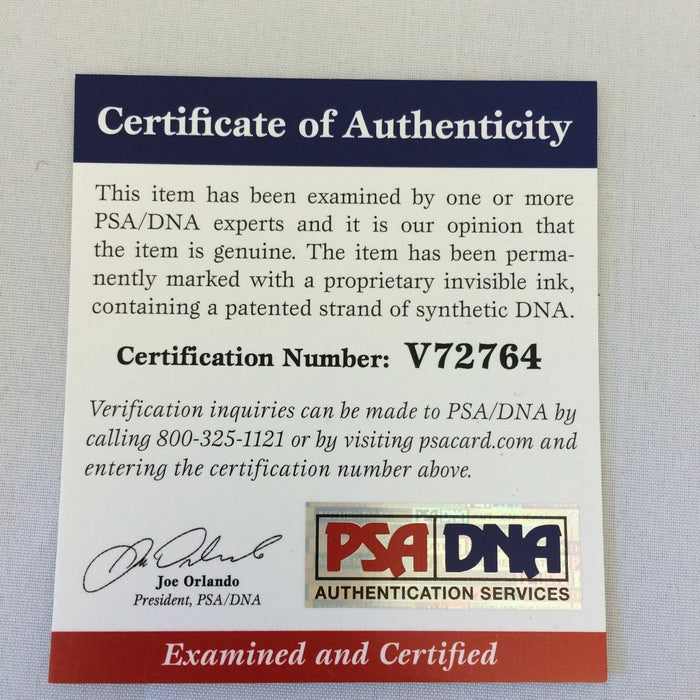 Certificate of Authenticity
This item has been examined by one or more
PSA/DNA experts and it is our opinion that
the item is genuine. The item has been perma-
nently marked with a proprietary invisible ink,
containing a patented strand of synthetic DNA.
Certification Number: V72764
Verification inquiries can be made to PSA/DNA by
calling 800-325-1121 or by visiting psacard.com and
entering the certification number above.
Joe Orlando
President, PSA/DNA
PSA DNA
AUTHENTICATION SERVICES
Examined and Certified